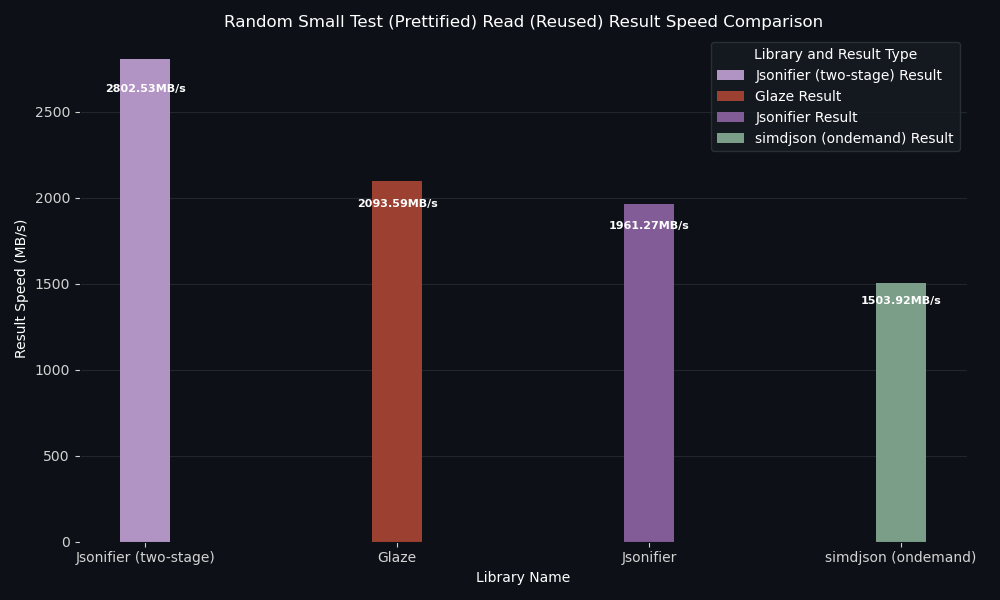 Random Small Test (Prettified) Read (Reused) Result Speed Comparison
Library and Result Type
Jsonifier (two-stage) Result
Glaze Result
Jsonifier Result
simdjson (ondemand) Result
2802.53MB/s
2093.59MB/s
1961.27MB/s
1503.92MB/s
Result Speed (MB/s)
2500
2000
1500
1000
500
0
Jsonifier (two-stage)
Glaze
Jsonifier
simdjson (ondemand)
Library Name